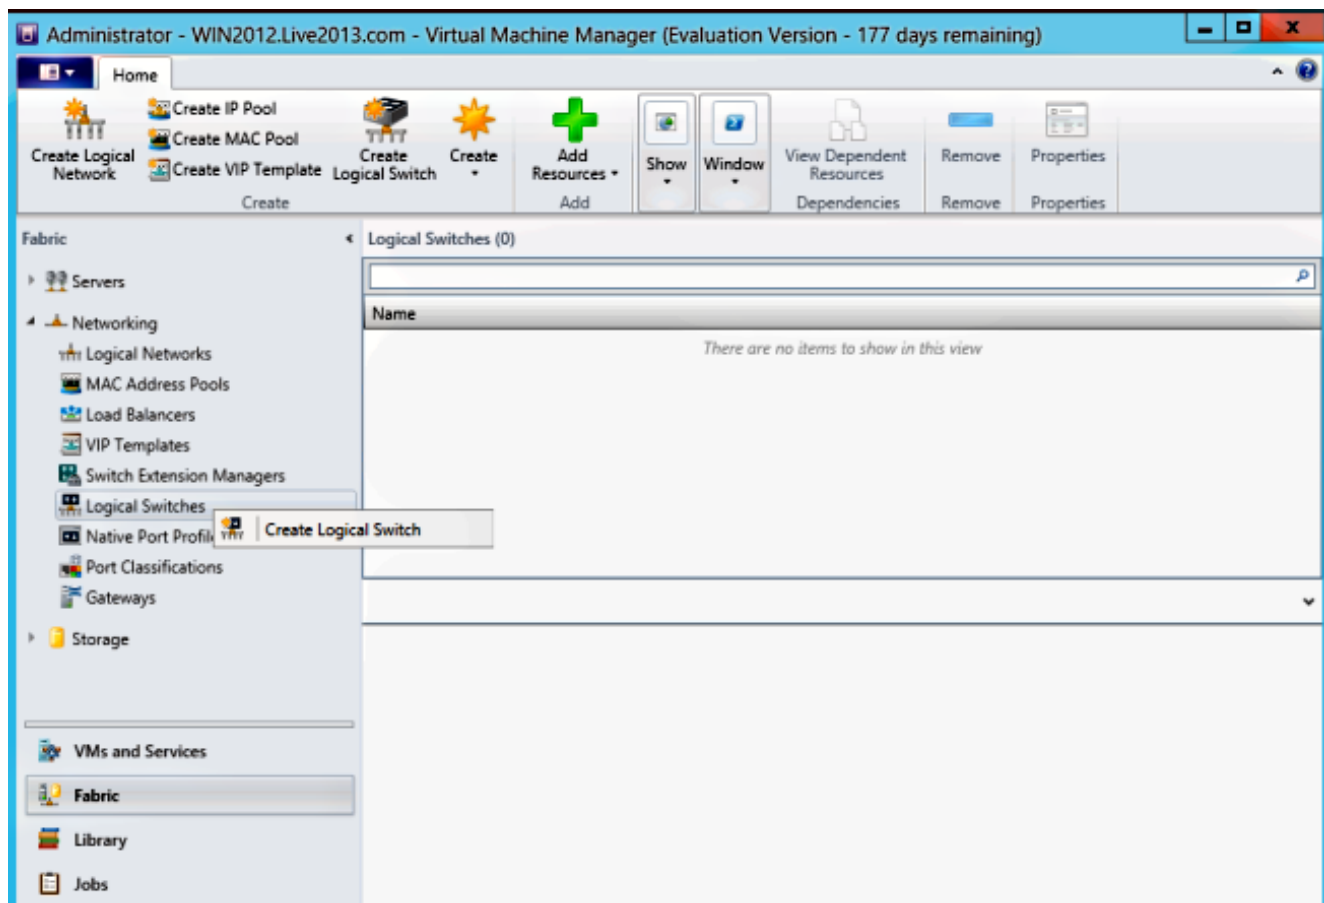 Administrator - WIN2012.Live2013.com - Virtual Machine Manager (Evaluation Version - 177 days remaining)
Home
Create Logical Network
Create IP Pool
Create MAC Pool
Create VIP Template
Create Logical Switch
Create
Create
Add Resources
Add
Show
Window
View Dependent Resources
Dependencies
Remove
Remove
Properties
Properties
Fabric
Servers
Networking
Logical Networks
MAC Address Pools
Load Balancers
VIP Templates
Switch Extension Managers
Logical Switches
Native Port Profil
Port Classifications
Gateways
Storage
Create Logical Switch
Logical Switches (0)
Name
There are no items to show in this view
VMs and Services
Fabric
Library
Jobs